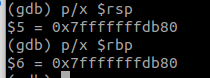 (gdb) p/x $rsp
$5 = 0x7fffffffdb80
(gdb) p/x $rbp
$6 = 0x7fffffffdb80